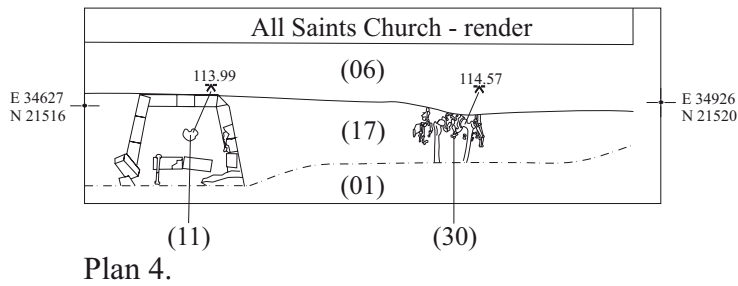 All Saints Church - render
(06)
113.99
114.57
E 34627
N 21516
E 34926
N 21520
(17)
(01)
(11)
(30)
Plan 4.